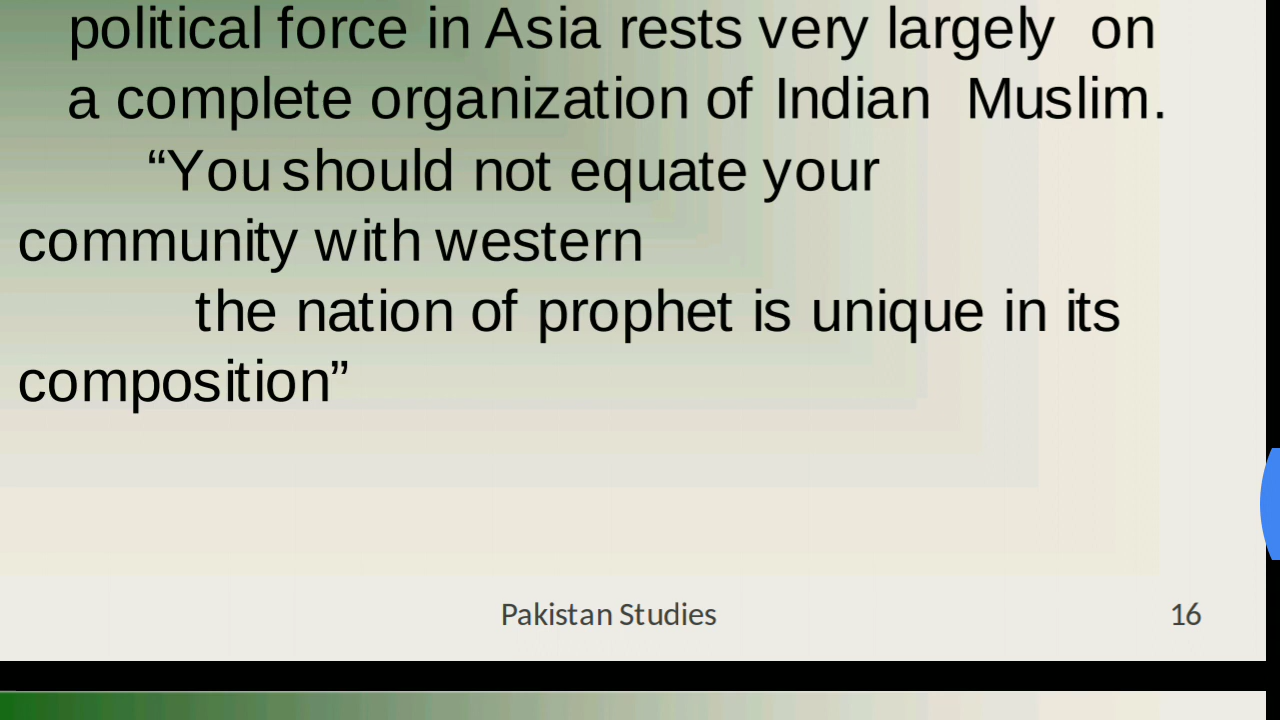 political force in Asia rests very largely on
a complete organization of Indian Muslim.
“You should not equate your
community with western
the nation of prophet is unique in its
composition”
Pakistan Studies
16